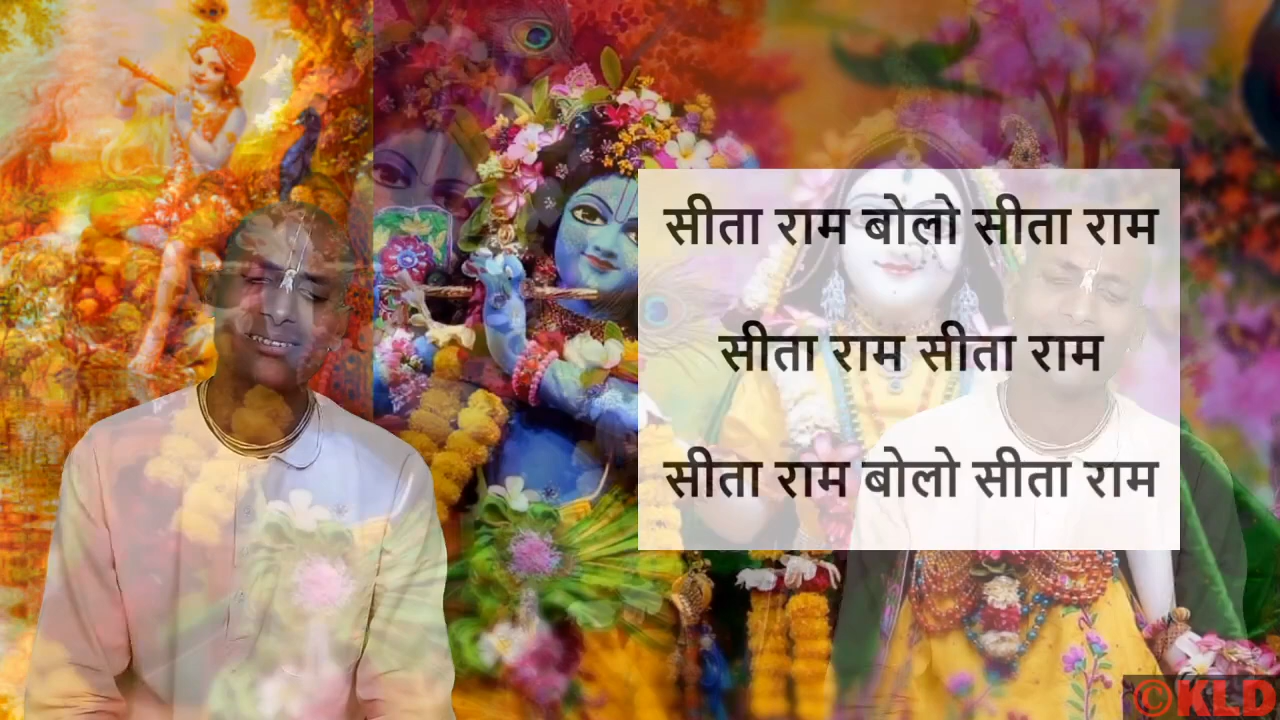 सीता राम बोलो सीता राम
सीता राम सीता राम
सीता राम बोलो सीता राम
©KLD